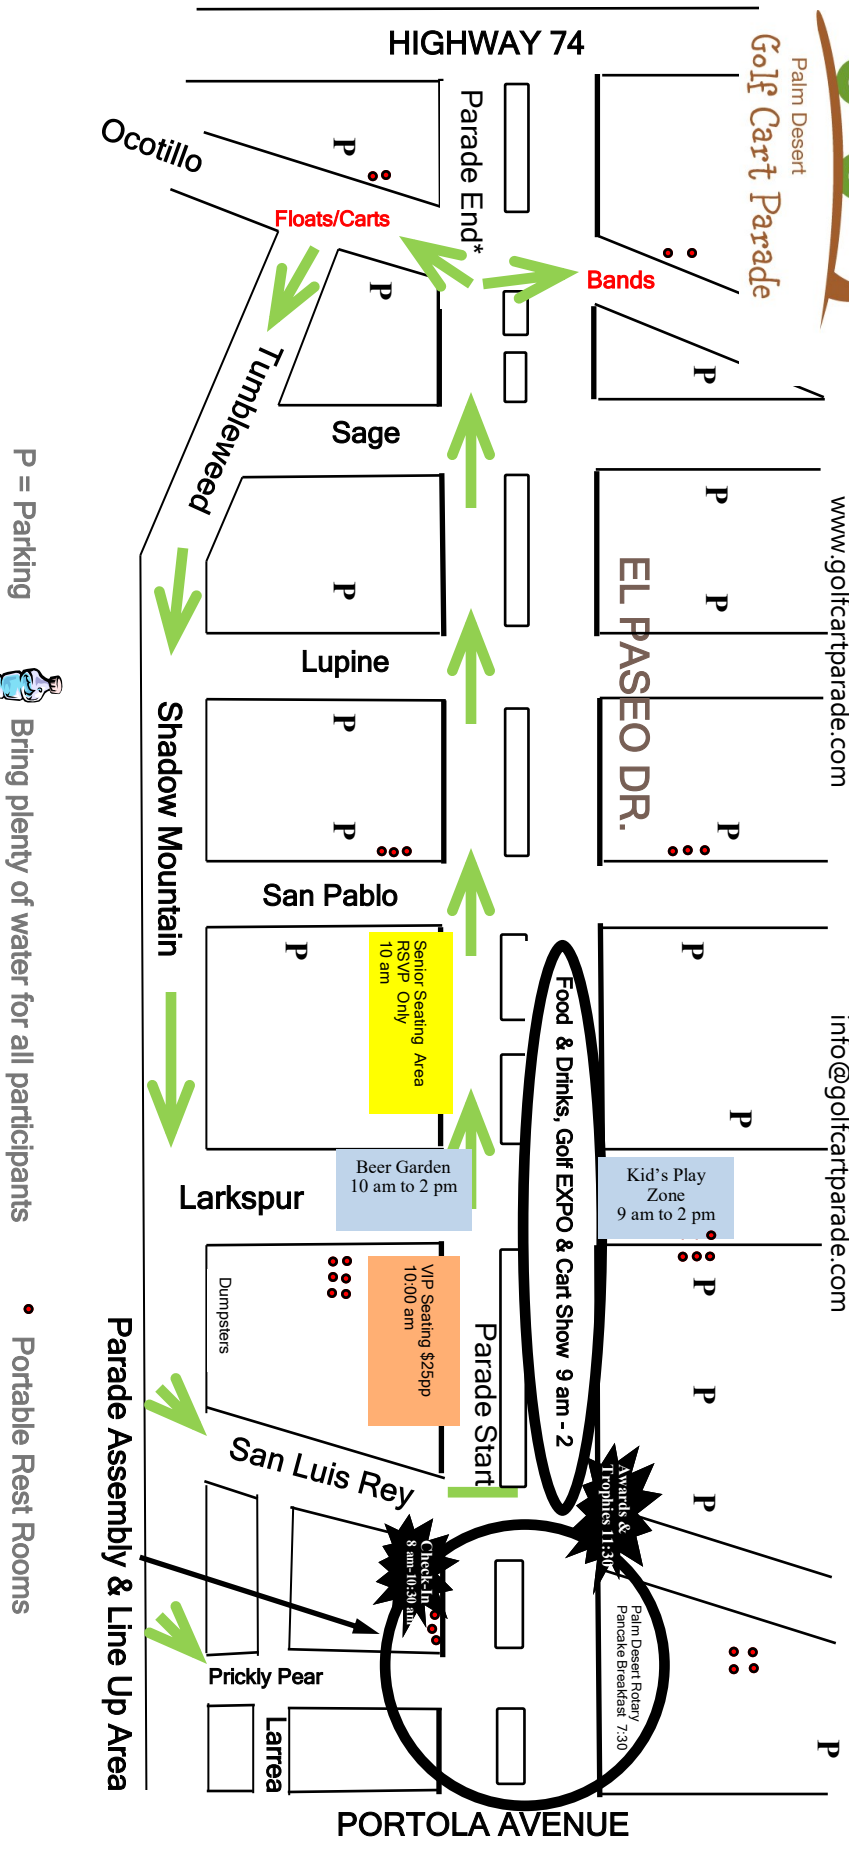 HIGHWAY 74
Palm Desert
Golf Cart Parade
Ocotillo
P
Parade End*
Floats/Carts
Bands
P
P
Tumbleweed
Sage
P
P
P
www.golfcartparade.com
EL PASEO DR.
P = Parking
Lupine
P
P
P
Shadow Mountain
Bring plenty of water for all participants
San Pablo
P
P
Senior Seating Area
RSVP Only
10 am
Food & Drinks, Golf EXPO & Cart Show 9 am - 2
info@golfcartparade.com
P
Beer Garden
10 am to 2 pm
Kid's Play
Zone
9 am to 2 pm
Larkspur
P
Dumpsters
VIP Seating $25pp
10:00 am
Parade Start
P
P
Portable Rest Rooms
Parade Assembly & Line Up Area
San Luis Rey
Awards &
Trophies 11:30
Check-In
8 am-10:30 am
Palm Desert Rotary
Pancake Breakfast 7:30
Prickly Pear
Larrea
P
PORTOLA AVENUE